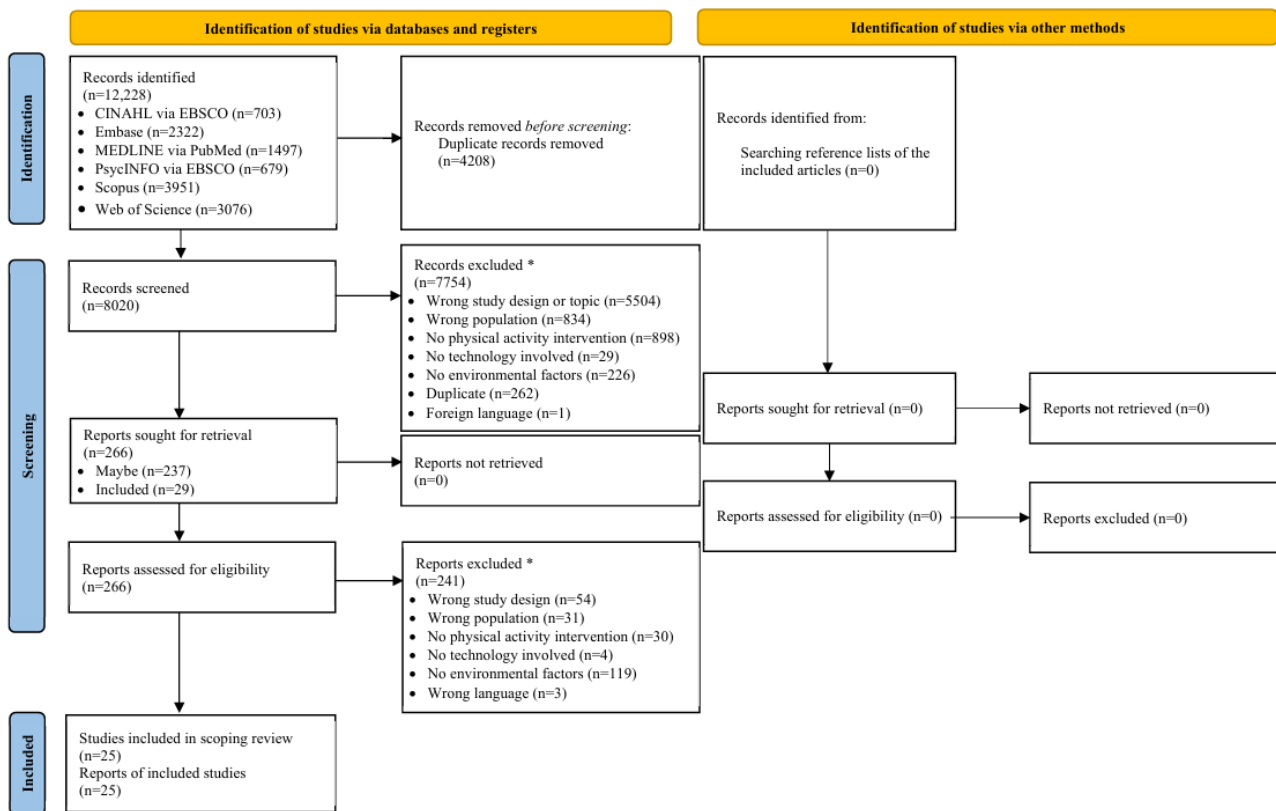 Identification of studies via databases and registers
Identification of studies via other methods
Identification
Records identified
(n=12,228)
• CINAHL via EBSCO (n=703)
• Embase (n=2322)
• MEDLINE via PubMed (n=1497)
• PsycINFO via EBSCO (n=679)
• Scopus (n=3951)
• Web of Science (n=3076)
Records removed before screening:
Duplicate records removed
(n=4208)
Records identified from:
Searching reference lists of the
included articles (n=0)
Screening
Records screened
(n=8020)
Records excluded *
(n=7754)
• Wrong study design or topic (n=5504)
• Wrong population (n=834)
• No physical activity intervention (n=898)
• No technology involved (n=29)
• No environmental factors (n=226)
• Duplicate (n=262)
• Foreign language (n=1)
Reports sought for retrieval (n=0)
Reports not retrieved (n=0)
Reports sought for retrieval
(n=266)
• Maybe (n=237)
• Included (n=29)
Reports not retrieved
(n=0)
Reports assessed for eligibility (n=0)
Reports excluded (n=0)
Reports assessed for eligibility
(n=266)
Reports excluded *
(n=241)
• Wrong study design (n=54)
• Wrong population (n=31)
• No physical activity intervention (n=30)
• No technology involved (n=4)
• No environmental factors (n=119)
• Wrong language (n=3)
Included
Studies included in scoping review
(n=25)
Reports of included studies
(n=25)